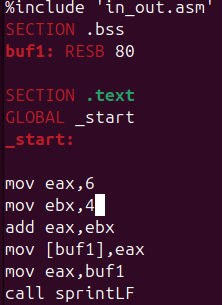 %include 'in_out.asm'
SECTION .bss
buf1: RESB 80
SECTION .text
GLOBAL _start
_start:
mov eax,6
mov ebx,4
add eax,ebx
mov [buf1],eax
mov eax,buf1
call sprintLF